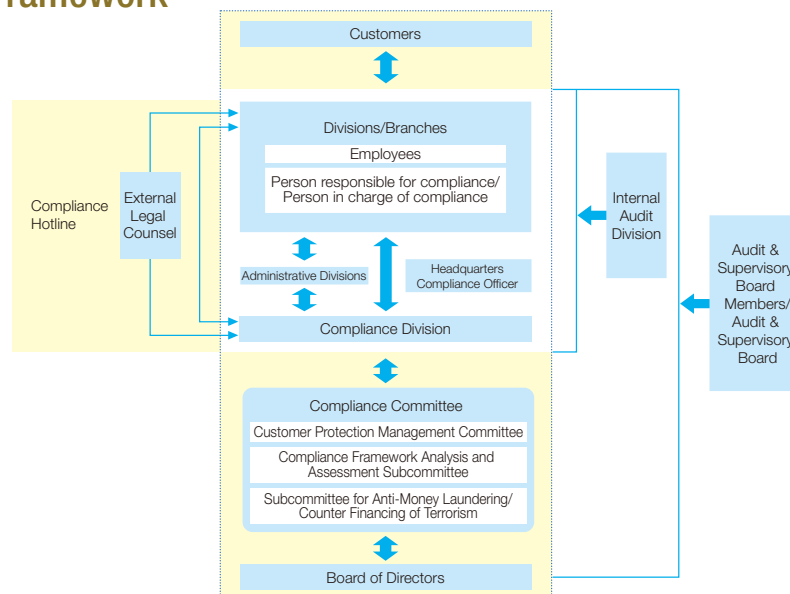 Customers
Divisions/Branches
Employees
Person responsible for compliance/
Person in charge of compliance
Compliance
Hotline
External
Legal
Counsel
Internal
Audit
Division
Administrative Divisions
Headquarters
Compliance Officer
Compliance Division
Audit &
Supervisory
Board
Members/
Audit &
Supervisory
Board
Compliance Committee
Customer Protection Management Committee
Compliance Framework Analysis and
Assessment Subcommittee
Subcommittee for Anti-Money Laundering/
Counter Financing of Terrorism
Board of Directors